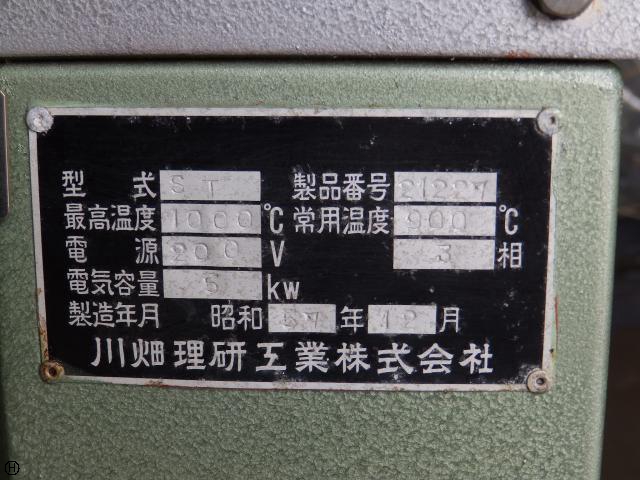 型式 ST 製品番号 21227
最高温度 1000 ℃ 常用温度 900 ℃
電源 200 V 3 相
電気容量 5 kw
製造年月 昭和 57 年 12 月
川畑理研工業株式会社
H